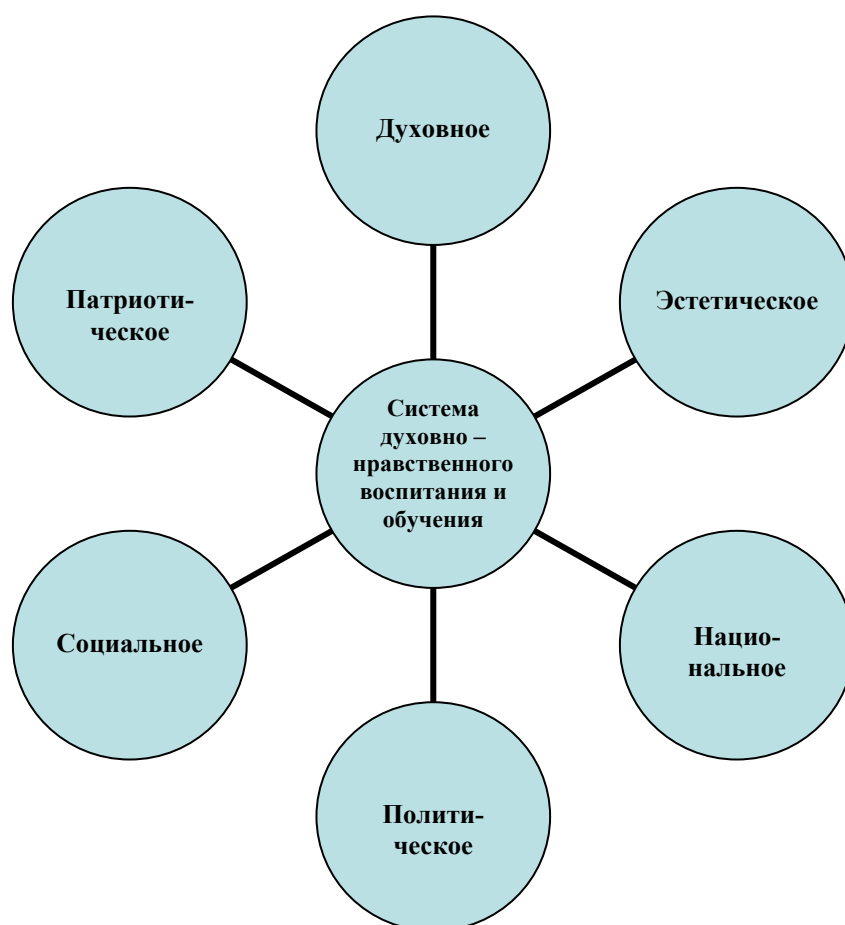 Духовное
Патриоти-
ческое
Эстетическое
Система
духовно –
нравственного
воспитания и
обучения
Социальное
Нацио-
нальное
Полити-
ческое